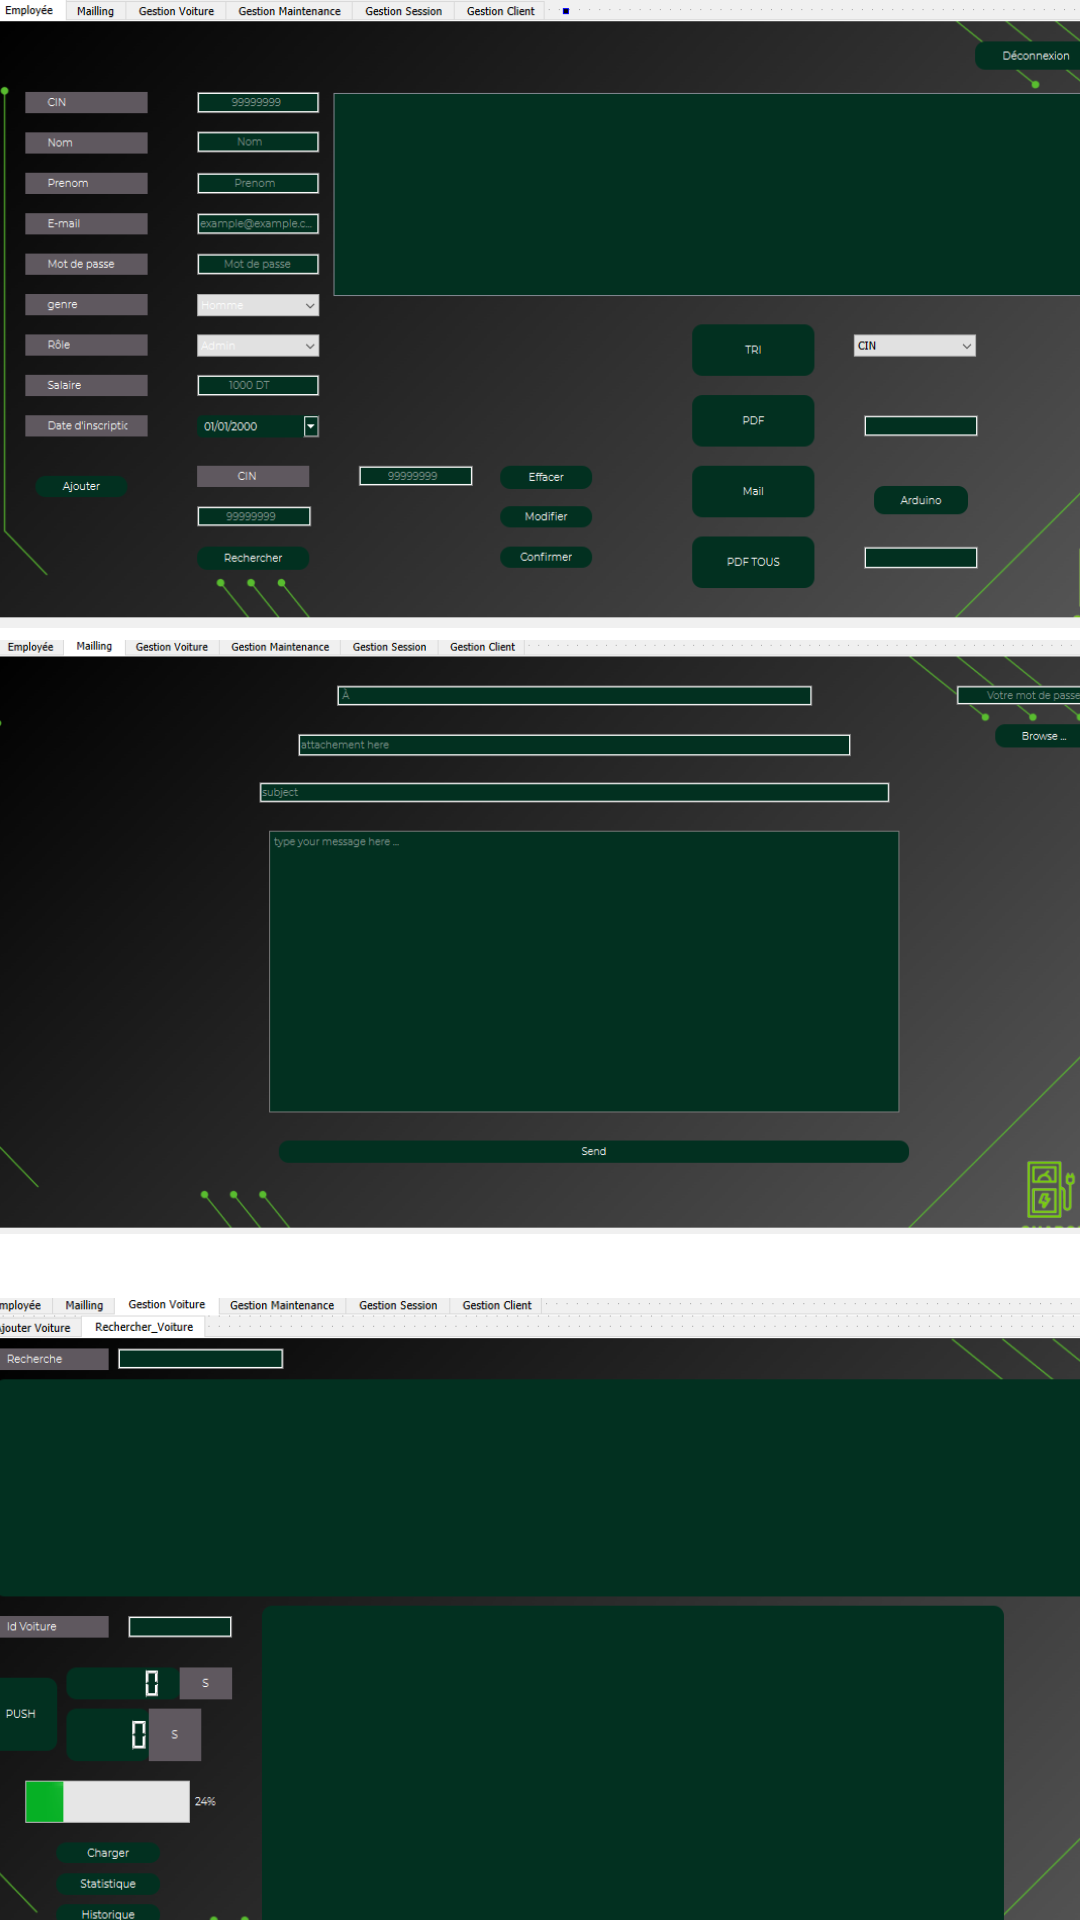 Employée Mailling Gestion Voiture Gestion Maintenance Gestion Session Gestion Client
Déconnexion
CIN 99999999
Nom Nom
Prenom Prenom
E-mail example@example.c...
Mot de passe Mot de passe
genre Homme
Rôle Admin
TRI CIN
Salaire 1000 DT
PDF
Date d'inscriptic 01/01/2000
CIN 99999999 Effacer
Ajouter
Mail
Arduino
99999999 Modifier
Rechercher Confirmer
PDF TOUS
Employée Mailling Gestion Voiture Gestion Maintenance Gestion Session Gestion Client
À Votre mot de passe
Browse ...
attachement here
subject
type your message here ...
Send
mployée Mailling Gestion Voiture Gestion Maintenance Gestion Session Gestion Client
jouter Voiture Rechercher_Voiture
Recherche
Id Voiture
0 S
PUSH
0 S
24%
Charger
Statistique
Historique